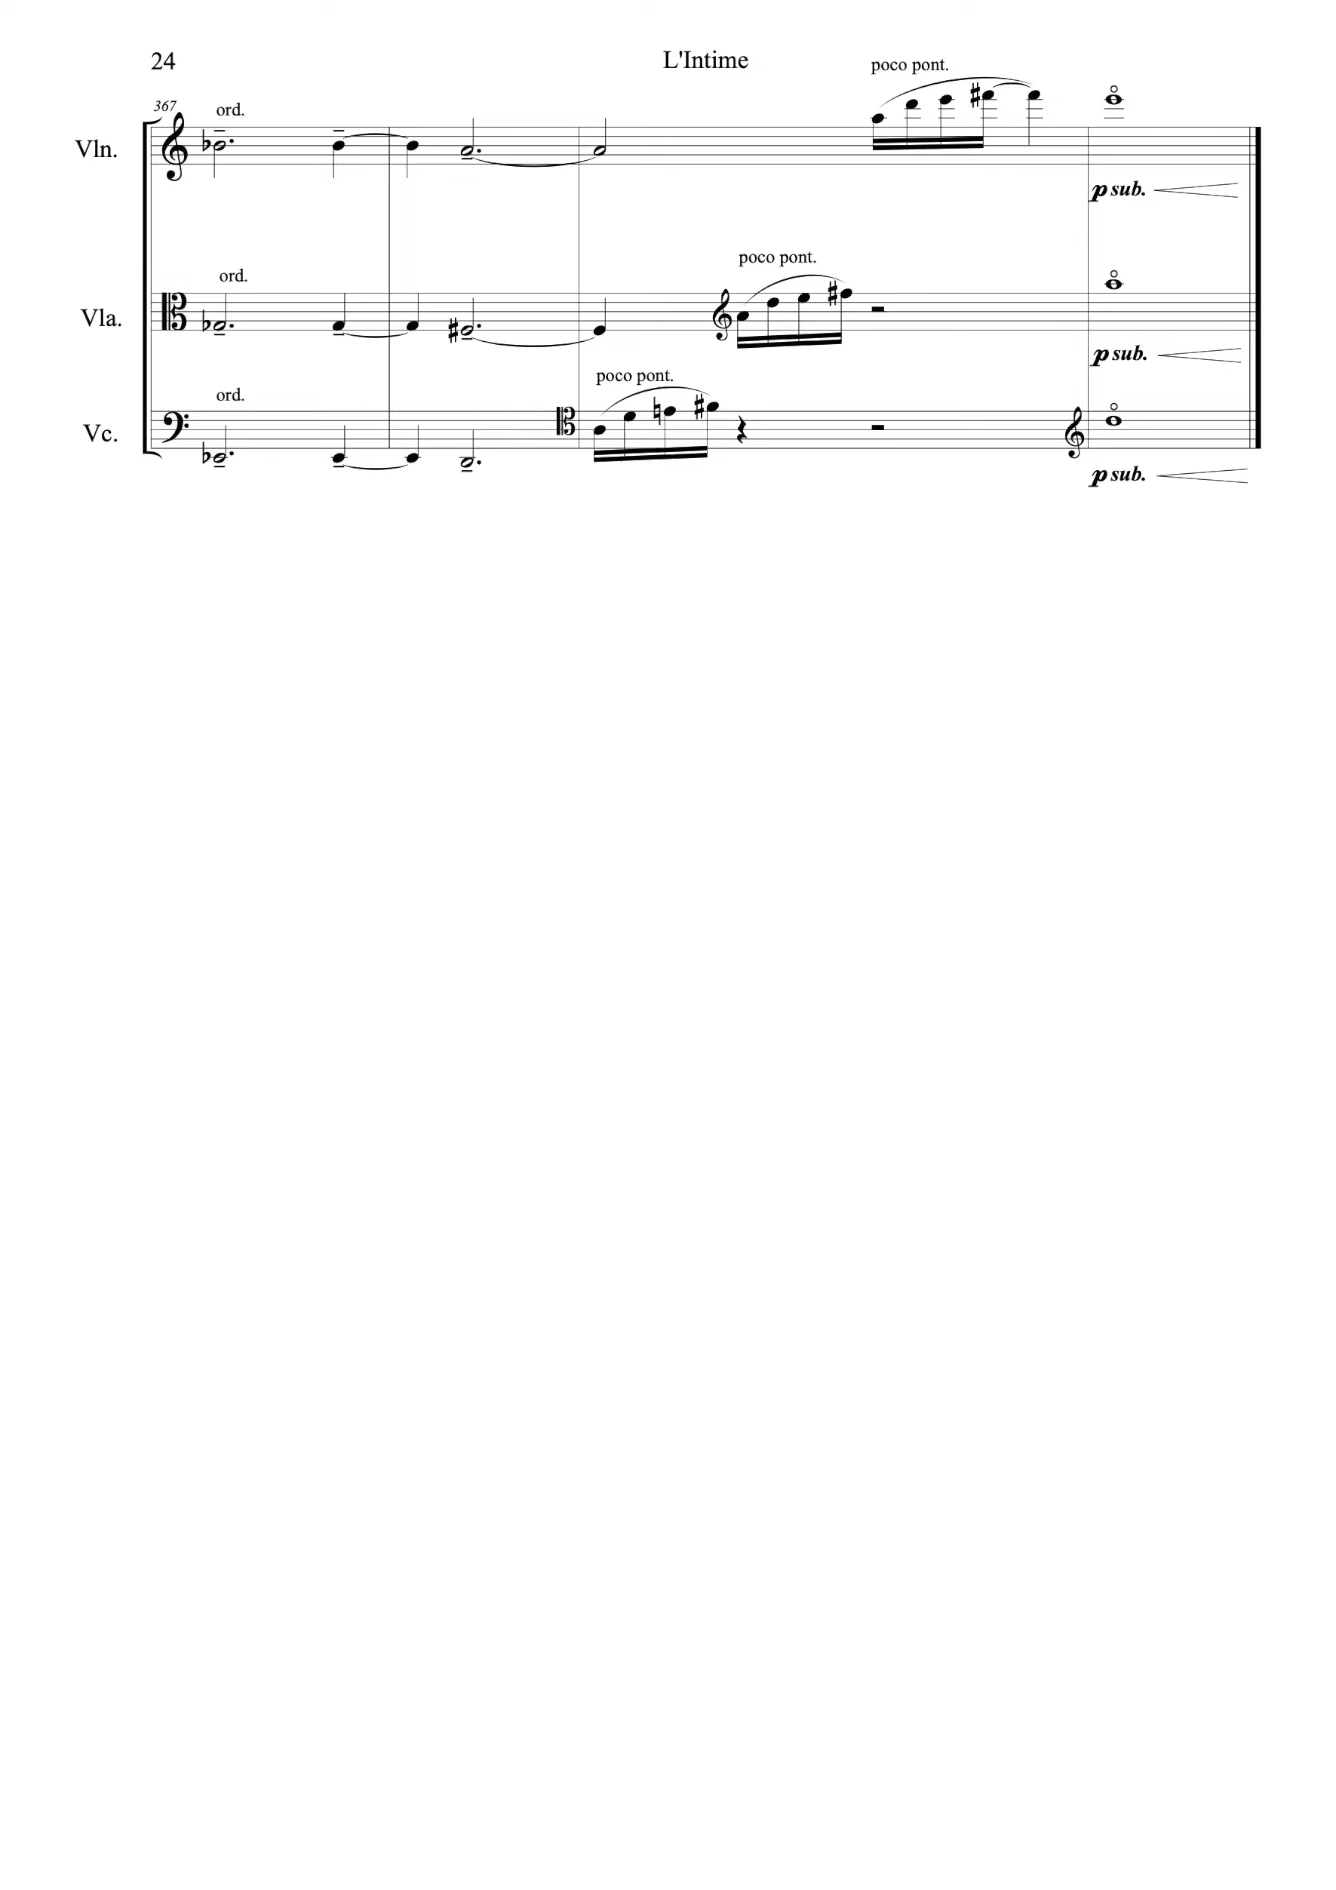 24
L'Intime
poco pont.
367
ord.
Vln.
p sub.
poco pont.
ord.
Vla.
p sub.
poco pont.
ord.
Vc.
p sub.